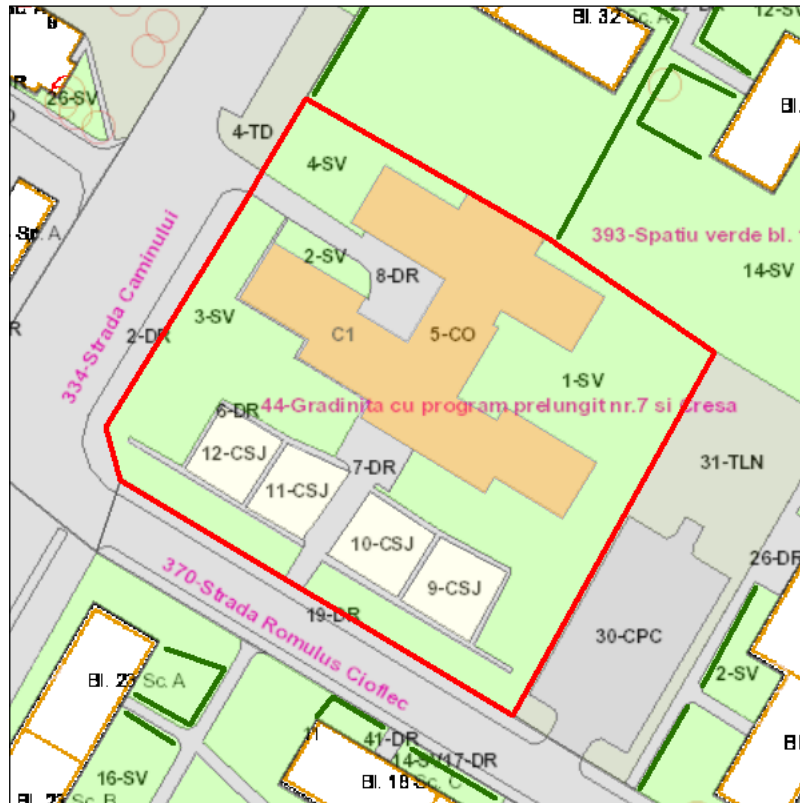 Bl. 32 Sc. A
12-SV
26-SV
4-TD
4-SV
393-Spatiu verde bl.
2-SV
14-SV
8-DR
334-Strada Caminului
3-SV
2-DR
C1
5-CO
1-SV
44-Gradinita cu program prelungit nr.7 si Cresa
6-DR
12-CSJ
7-DR
31-TLN
11-CSJ
10-CSJ
26-DR
9-CSJ
370-Strada Romulus Cioflec
19-DR
30-CPC
Sc. A
2-SV
11
41-DR
14-SV
17-DR
16-SV
Bl. 18 Sc. C
Sc. B